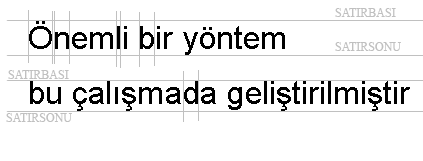 SATIRBASI
Önemli bir yöntem
SATIRSONU
SATIRBASI
bu çalışmada geliştirilmiştir
SATIRSONU